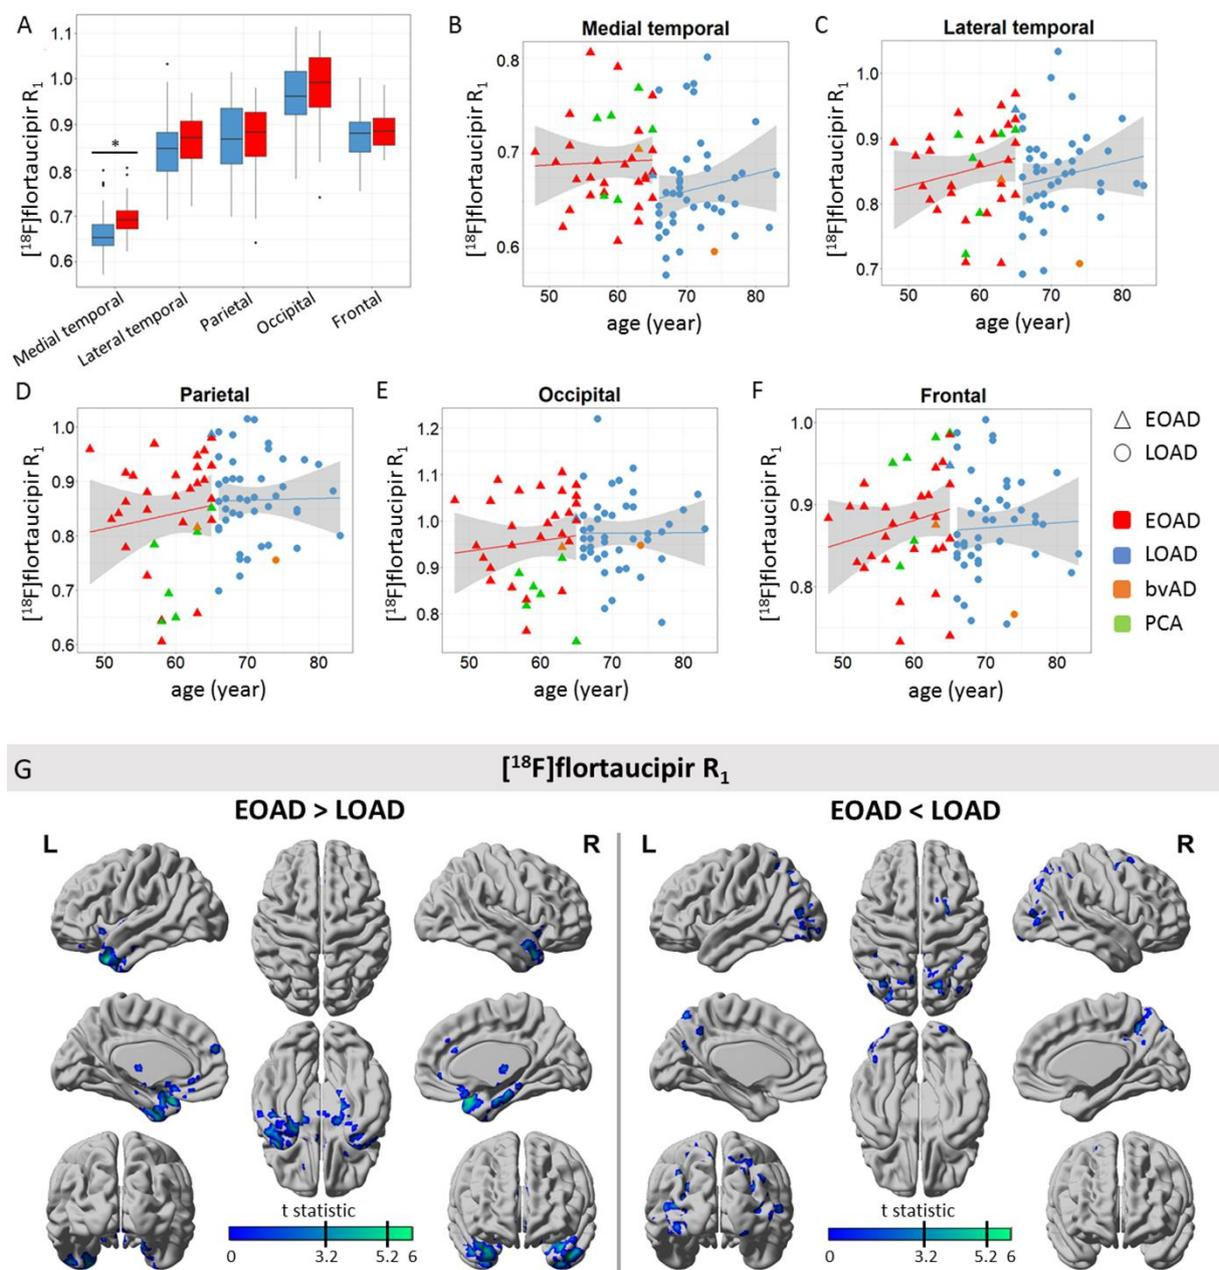 A
[¹⁸F]flortaucipir R₁
1.1
1.0
0.9
0.8
0.7
0.6
*
Medial temporal
Lateral temporal
Parietal
Occipital
Frontal
B
Medial temporal
[¹⁸F]flortaucipir R₁
0.8
0.7
0.6
50 60 70 80
age (year)
C
Lateral temporal
[¹⁸F]flortaucipir R₁
1.0
0.9
0.8
0.7
50 60 70 80
age (year)
D
Parietal
[¹⁸F]flortaucipir R₁
1.0
0.9
0.8
0.7
0.6
50 60 70 80
age (year)
E
Occipital
[¹⁸F]flortaucipir R₁
1.2
1.1
1.0
0.9
0.8
50 60 70 80
age (year)
F
Frontal
[¹⁸F]flortaucipir R₁
1.0
0.9
0.8
50 60 70 80
age (year)
EOAD
LOAD
EOAD
LOAD
bvAD
PCA
G
[¹⁸F]flortaucipir R₁
EOAD > LOAD
L
R
t statistic
0 3.2 5.2 6
EOAD < LOAD
L
R
t statistic
0 3.2 5.2 6